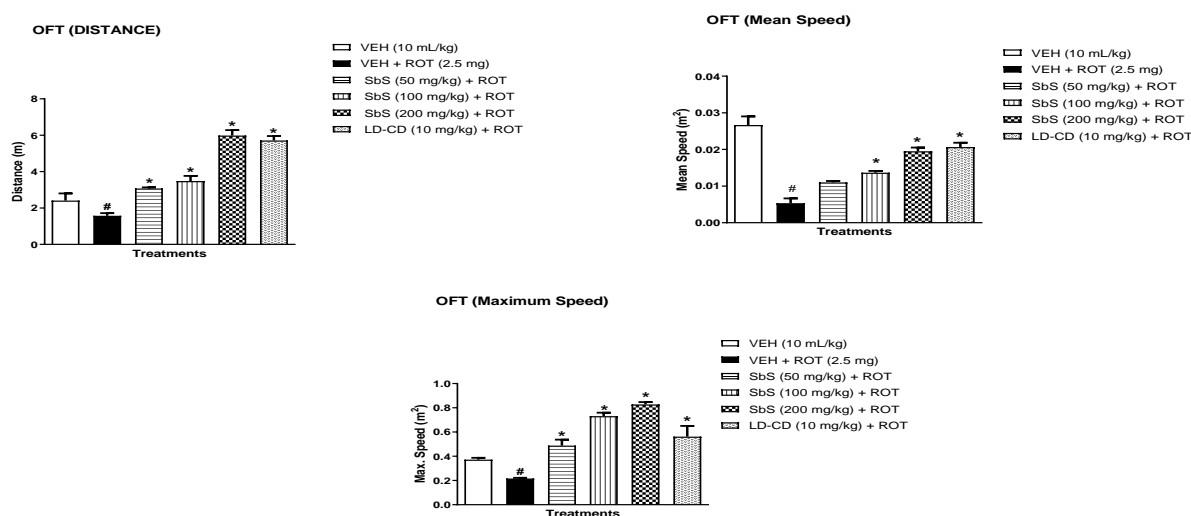 OFT (DISTANCE)
VEH (10 mL/kg)
VEH + ROT (2.5 mg)
SbS (50 mg/kg) + ROT
SbS (100 mg/kg) + ROT
SbS (200 mg/kg) + ROT
LD-CD (10 mg/kg) + ROT
8
6
4
2
0
Distance (m)
#
*
*
*
*
Treatments
OFT (Mean Speed)
VEH (10 mL/kg)
VEH + ROT (2.5 mg)
SbS (50 mg/kg) + ROT
SbS (100 mg/kg) + ROT
SbS (200 mg/kg) + ROT
LD-CD (10 mg/kg) + ROT
0.04
0.03
0.02
0.01
0.00
Mean Speed (m²)
#
*
*
*
Treatments
OFT (Maximum Speed)
VEH (10 mL/kg)
VEH + ROT (2.5 mg)
SbS (50 mg/kg) + ROT
SbS (100 mg/kg) + ROT
SbS (200 mg/kg) + ROT
LD-CD (10 mg/kg) + ROT
1.0
0.8
0.6
0.4
0.2
0.0
Max. Speed (m²)
#
*
*
*
*
Treatments